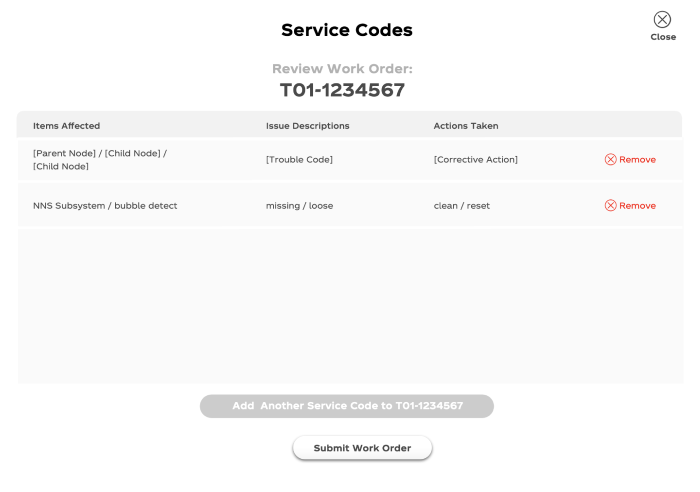 Service Codes
Close
Review Work Order:
T01-1234567
Items Affected Issue Descriptions Actions Taken
[Parent Node] / [Child Node] /
[Child Node] [Trouble Code] [Corrective Action] Remove
NNS Subsystem / bubble detect missing / loose clean / reset Remove
Add Another Service Code to T01-1234567
Submit Work Order